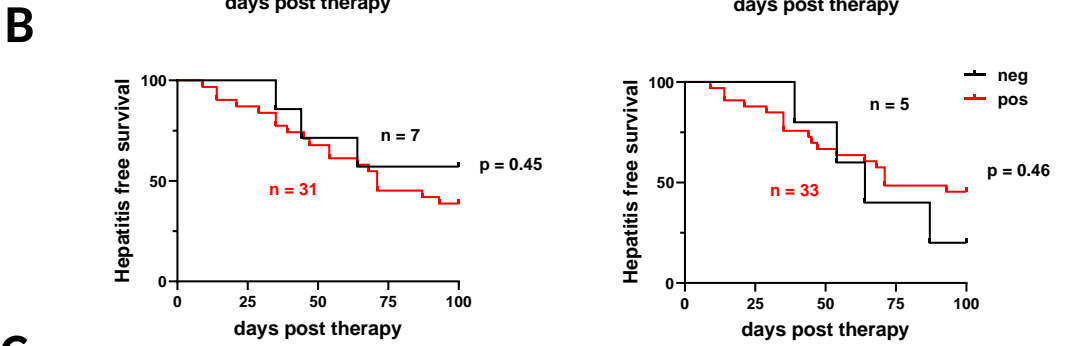 days post therapy
days post therapy
B
Hepatitis free survival
100
50
0
0 25 50 75 100
days post therapy
n = 7
n = 31
p = 0.45
Hepatitis free survival
100
50
0
0 25 50 75 100
days post therapy
n = 5
n = 33
neg
pos
p = 0.46